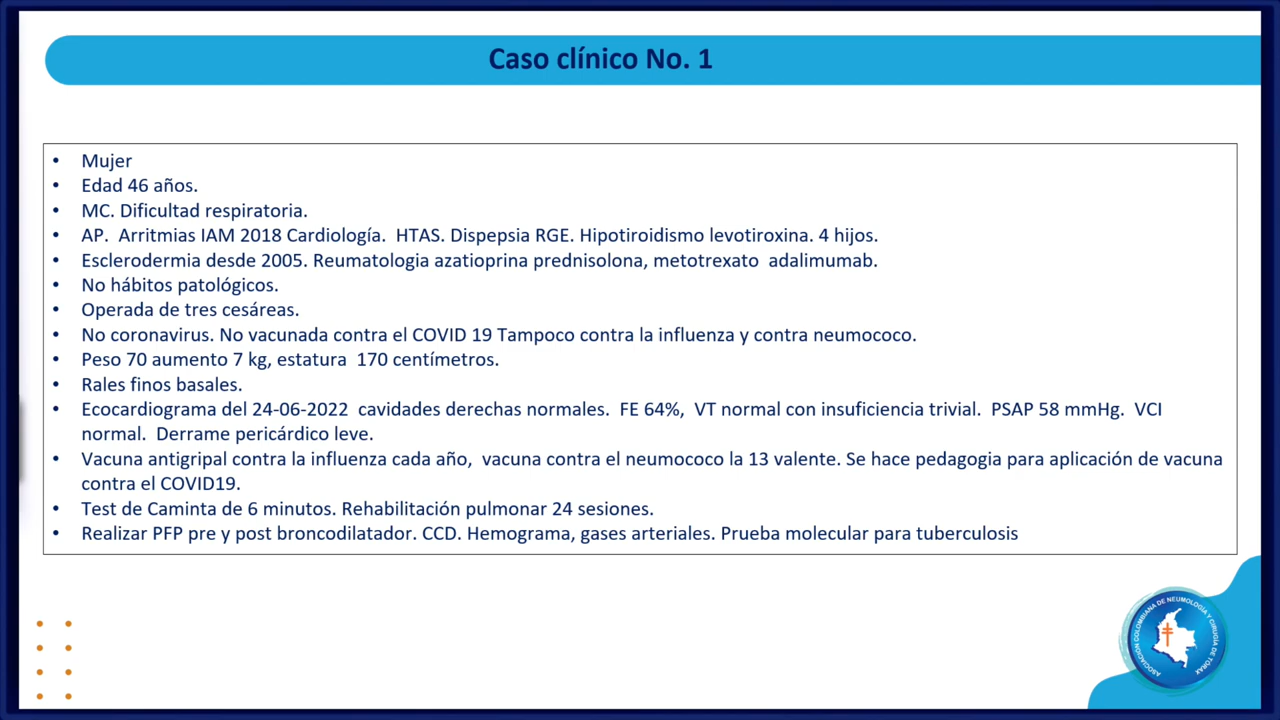 Caso clínico No. 1
• Mujer
• Edad 46 años.
• MC. Dificultad respiratoria.
• AP. Arritmias IAM 2018 Cardiología. HTAS. Dispepsia RGE. Hipotiroidismo levotiroxina. 4 hijos.
• Esclerodermia desde 2005. Reumatologia azatioprina prednisolona, metotrexato adalimumab.
• No hábitos patológicos.
• Operada de tres cesáreas.
• No coronavirus. No vacunada contra el COVID 19 Tampoco contra la influenza y contra neumococo.
• Peso 70 aumento 7 kg, estatura 170 centímetros.
• Rales finos basales.
• Ecocardiograma del 24-06-2022 cavidades derechas normales. FE 64%, VT normal con insuficiencia trivial. PSAP 58 mmHg. VCI
normal. Derrame pericárdico leve.
• Vacuna antigripal contra la influenza cada año, vacuna contra el neumococo la 13 valente. Se hace pedagogia para aplicación de vacuna
contra el COVID19.
• Test de Caminta de 6 minutos. Rehabilitación pulmonar 24 sesiones.
• Realizar PFP pre y post broncodilatador. CCD. Hemograma, gases arteriales. Prueba molecular para tuberculosis
ASOCIACIÓN COLOMBIANA DE NEUMOLOGÍA Y CIRUGÍA DE TÓRAX